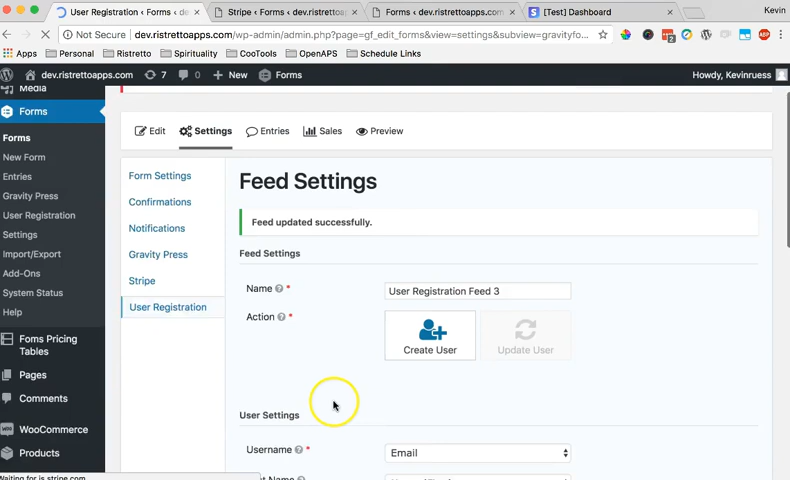 User Registration ‹ Forms ‹ de
Stripe ‹ Forms ‹ dev.ristrettoapps
Forms ‹ dev.ristrettoapps.com
[Test] Dashboard
Kevin
Not Secure dev.ristrettoapps.com/wp-admin/admin.php?page=gf_edit_forms&view=settings&subview=gravityfo...
Apps Personal Ristretto Spirituality CooTools OpenAPS Schedule Links
dev.ristrettoapps.com 7 0 + New Forms Howdy, Kevinruess
Media
Forms
Forms
New Form
Entries
Gravity Press
User Registration
Settings
Import/Export
Add-Ons
System Status
Help
Foms Pricing
Tables
Pages
Comments
WooCommerce
Products
Edit Settings Entries Sales Preview
Form Settings
Confirmations
Notifications
Gravity Press
Stripe
User Registration
Feed Settings
Feed updated successfully.
Feed Settings
Name * User Registration Feed 3
Action *
Create User Update User
User Settings
Username * Email
Waiting for js.stripe.com